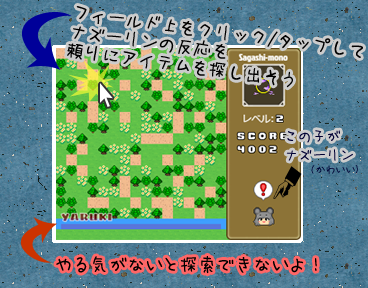 フィールド上をクリック/タップして
ナズーリンの反応を
頼りにアイテムを探し出そう
Sagashi-mono
レベル:2
SCORE
4002
この子が
ナズーリン
(かわいい)
YARUKI
やる気がないと探索できないよ!